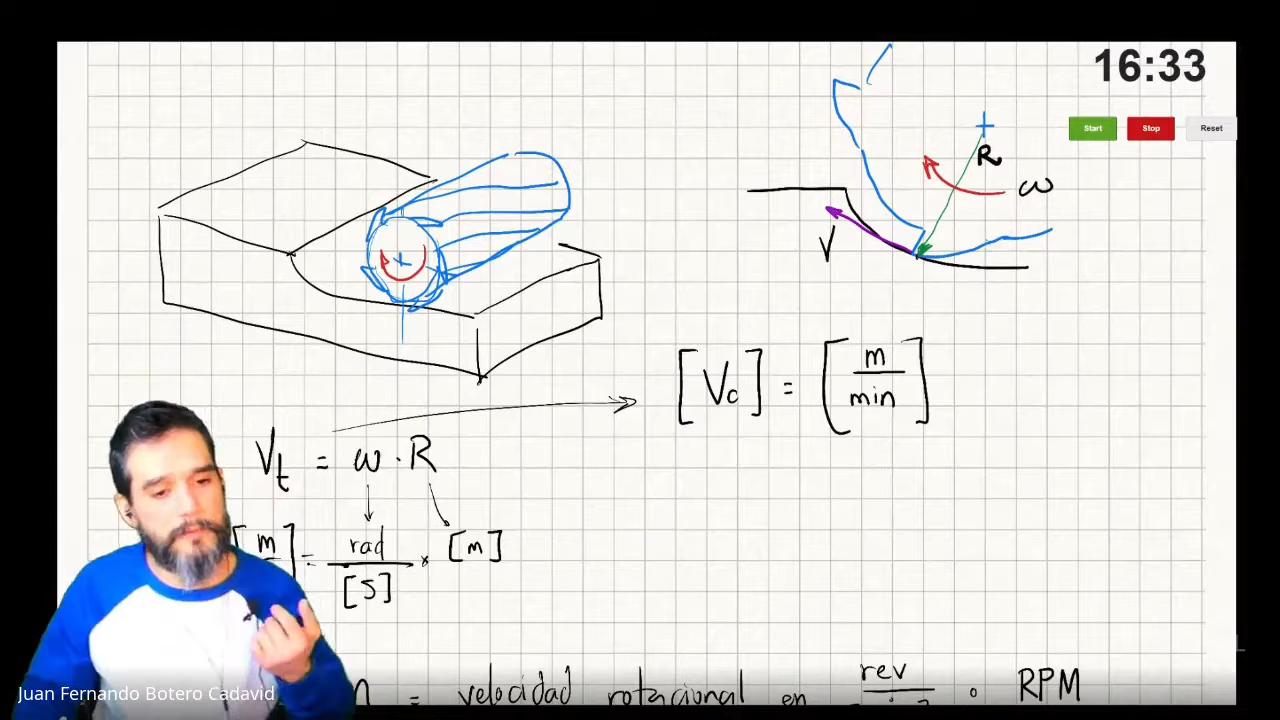 16:33
Start Stop Reset
R
ω
V
[Vc] = [m/min]
Vt = ω · R
[m = rad/[s] * [m]
= velocidad rotacional en rev o RPM
Juan Fernando Botero Cadavid